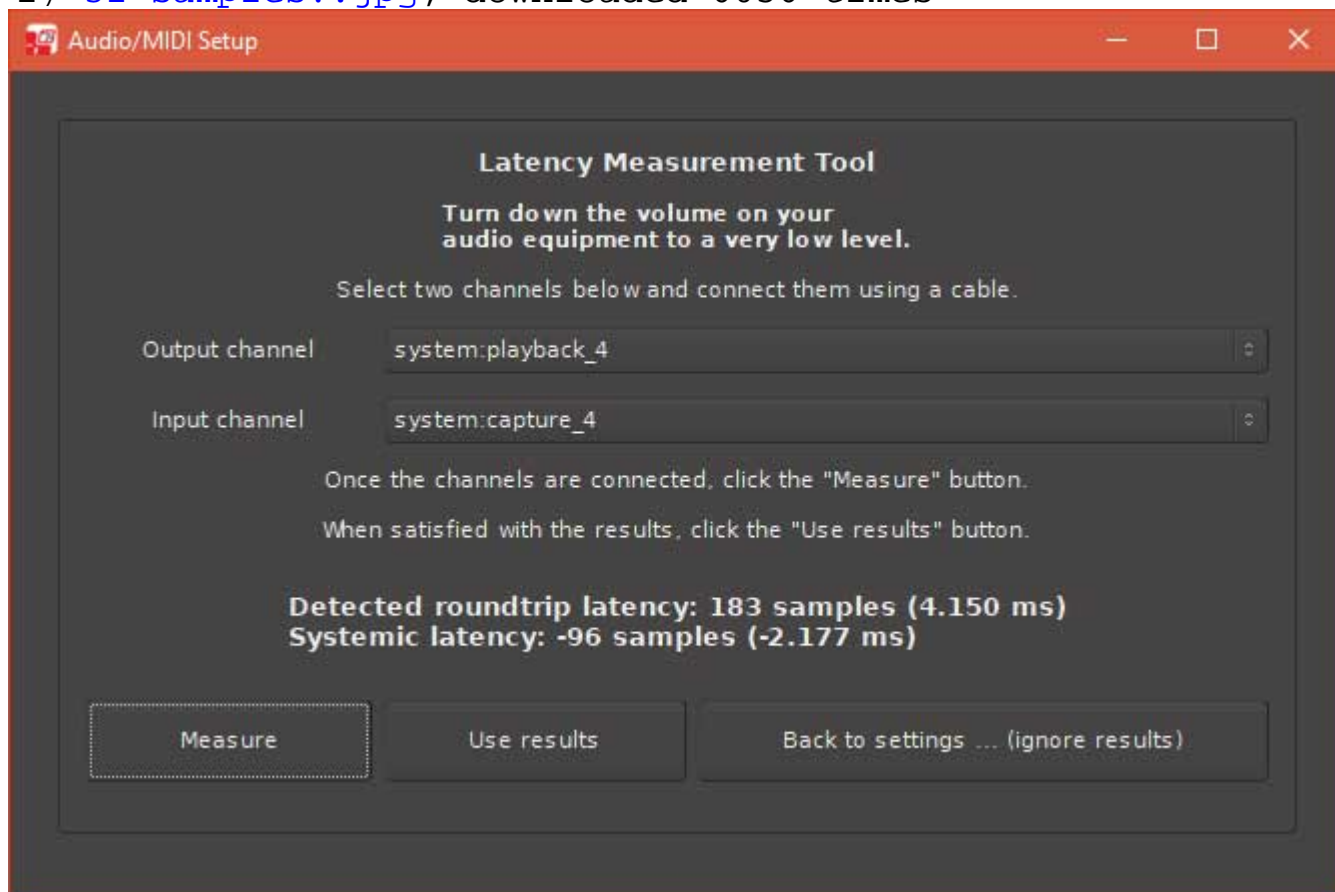 Audio/MIDI Setup
Latency Measurement Tool
Turn down the volume on your
audio equipment to a very low level.
Select two channels below and connect them using a cable.
Output channel system:playback_4
Input channel system:capture_4
Once the channels are connected, click the "Measure" button.
When satisfied with the results, click the "Use results" button.
Detected roundtrip latency: 183 samples (4.150 ms)
Systemic latency: -96 samples (-2.177 ms)
Measure Use results Back to settings ... (ignore results)